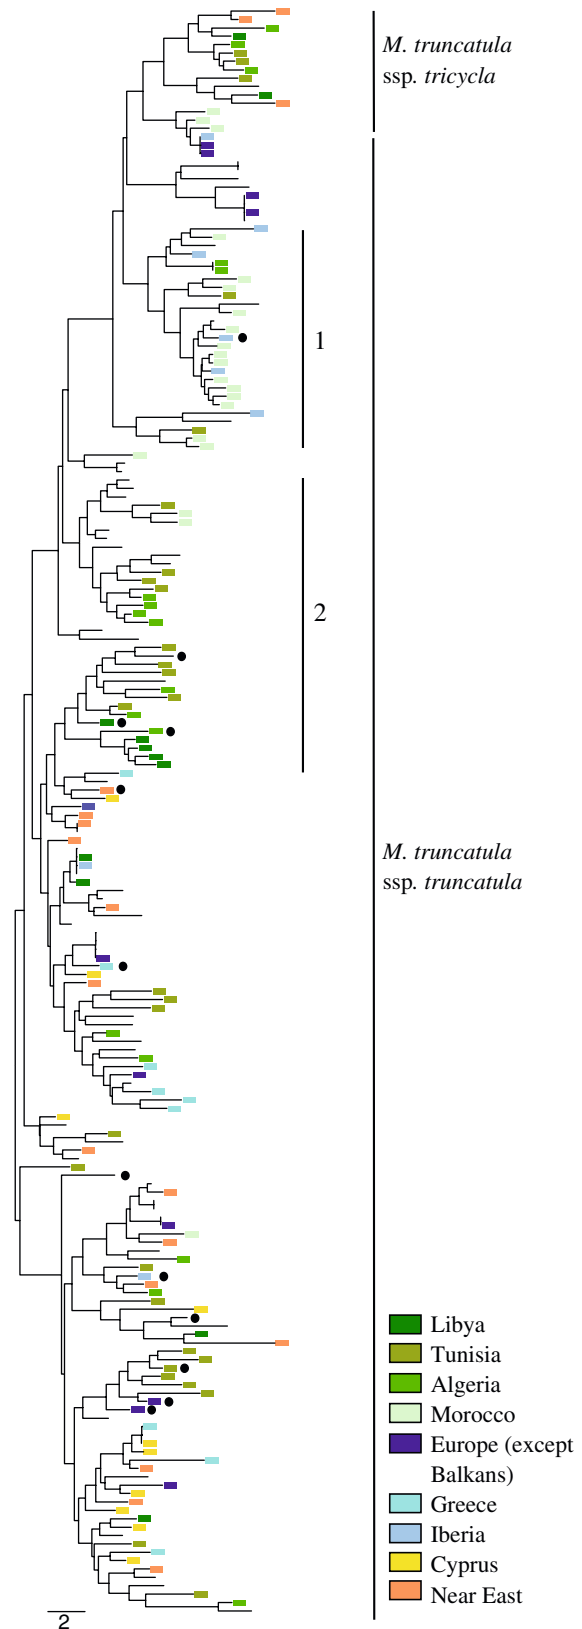 M. truncatula
ssp. tricycla
1
2
M. truncatula
ssp. truncatula
Libya
Tunisia
Algeria
Morocco
Europe (except
Balkans)
Greece
Iberia
Cyprus
Near East
2